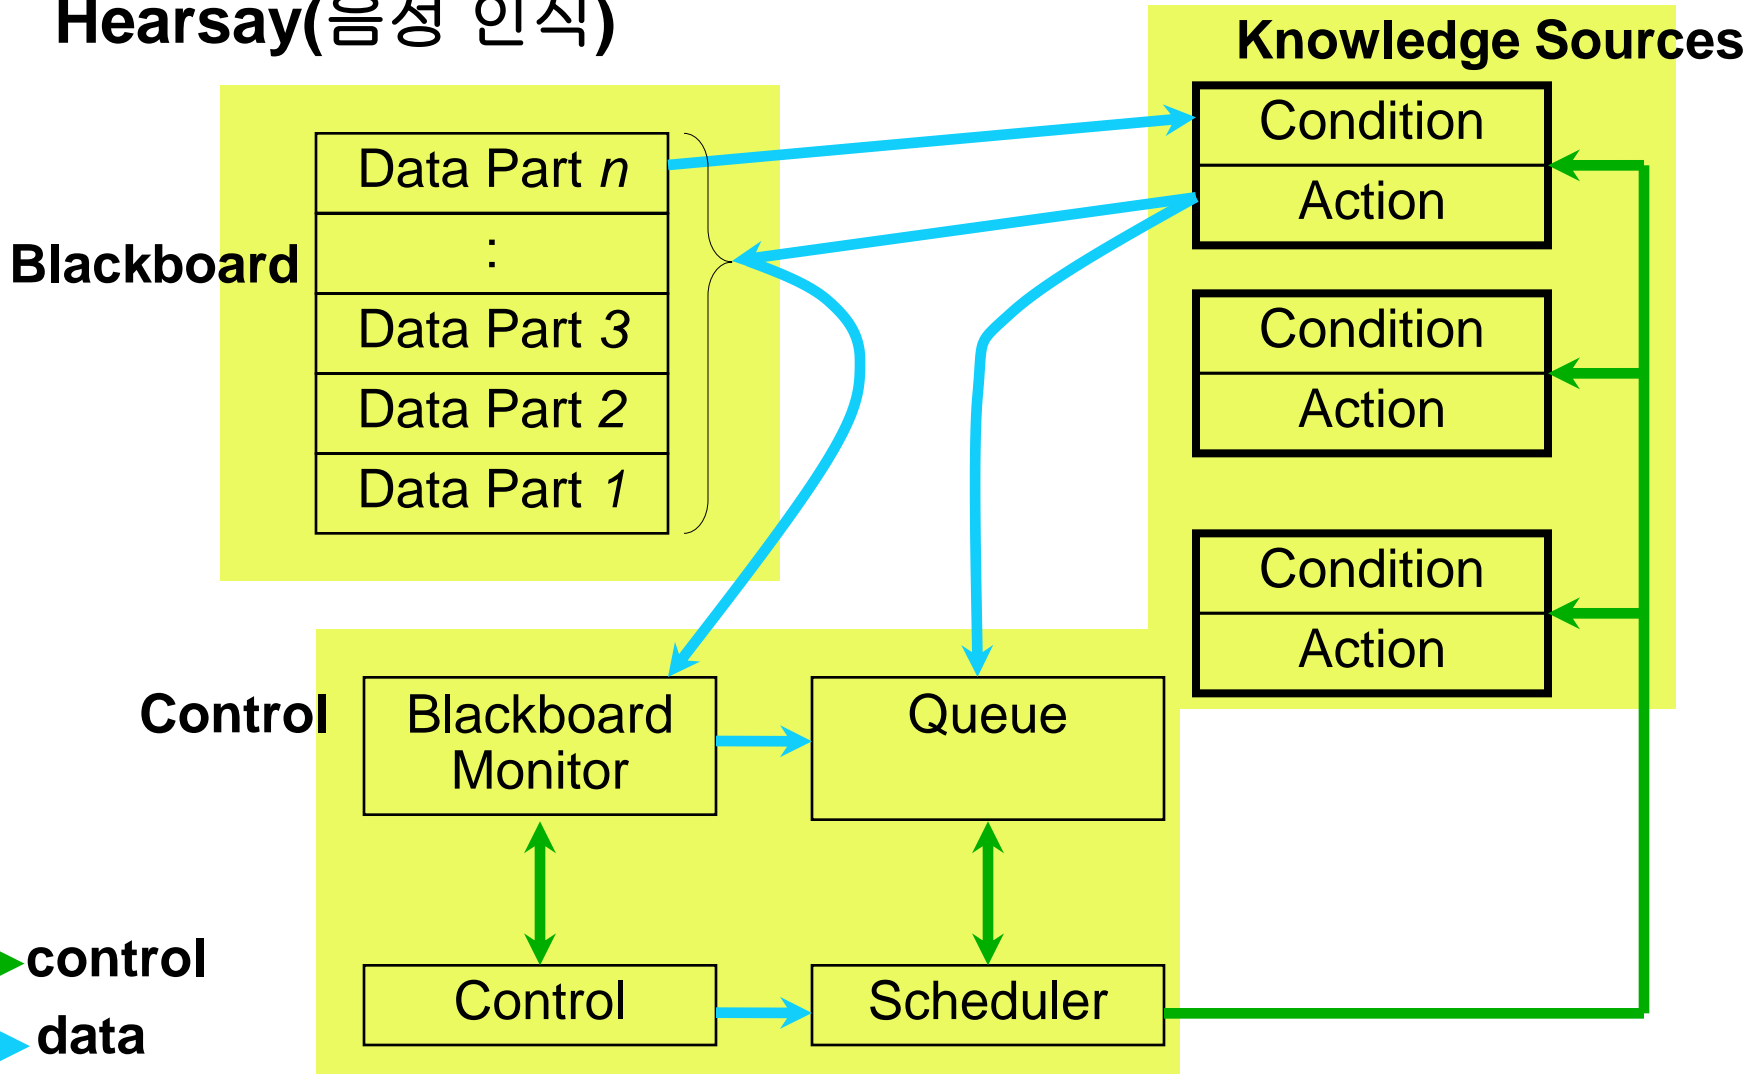 Hearsay(음성 인식)
Knowledge Sources
Blackboard
Data Part n
:
Data Part 3
Data Part 2
Data Part 1
Condition
Action
Condition
Action
Condition
Action
Control
Blackboard
Monitor
Queue
Control
Scheduler
control
data